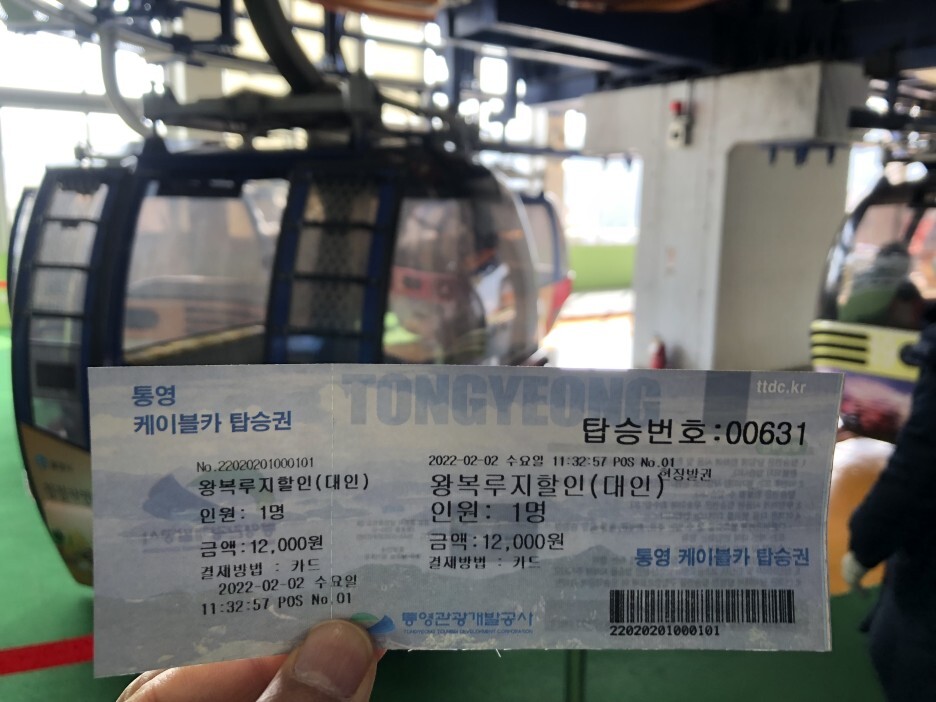 통영
케이블카 탑승권
TONGYEONG
ttdc.kr
탑승번호:00631
No.22020201000101
왕복루지할인(대인)
인원: 1명
금액:12,000원
결재방법 : 카드
2022-02-02 수요일
11:32:57 POS No.01
2022-02-02 수요일 11:32:57 POS No.01
현장발권
왕복루지할인(대인)
인원: 1명
금액:12,000원
결재방법 : 카드
통영 케이블카 탑승권
22020201000101
통영관광개발공사
TONGYEONG TOURISM DEVELOPMENT CORPORATION